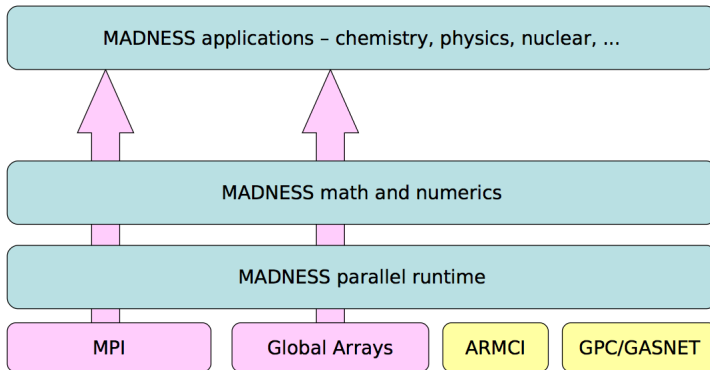 MADNESS applications – chemistry, physics, nuclear, ...
MADNESS math and numerics
MADNESS parallel runtime
MPI
Global Arrays
ARMCI
GPC/GASNET